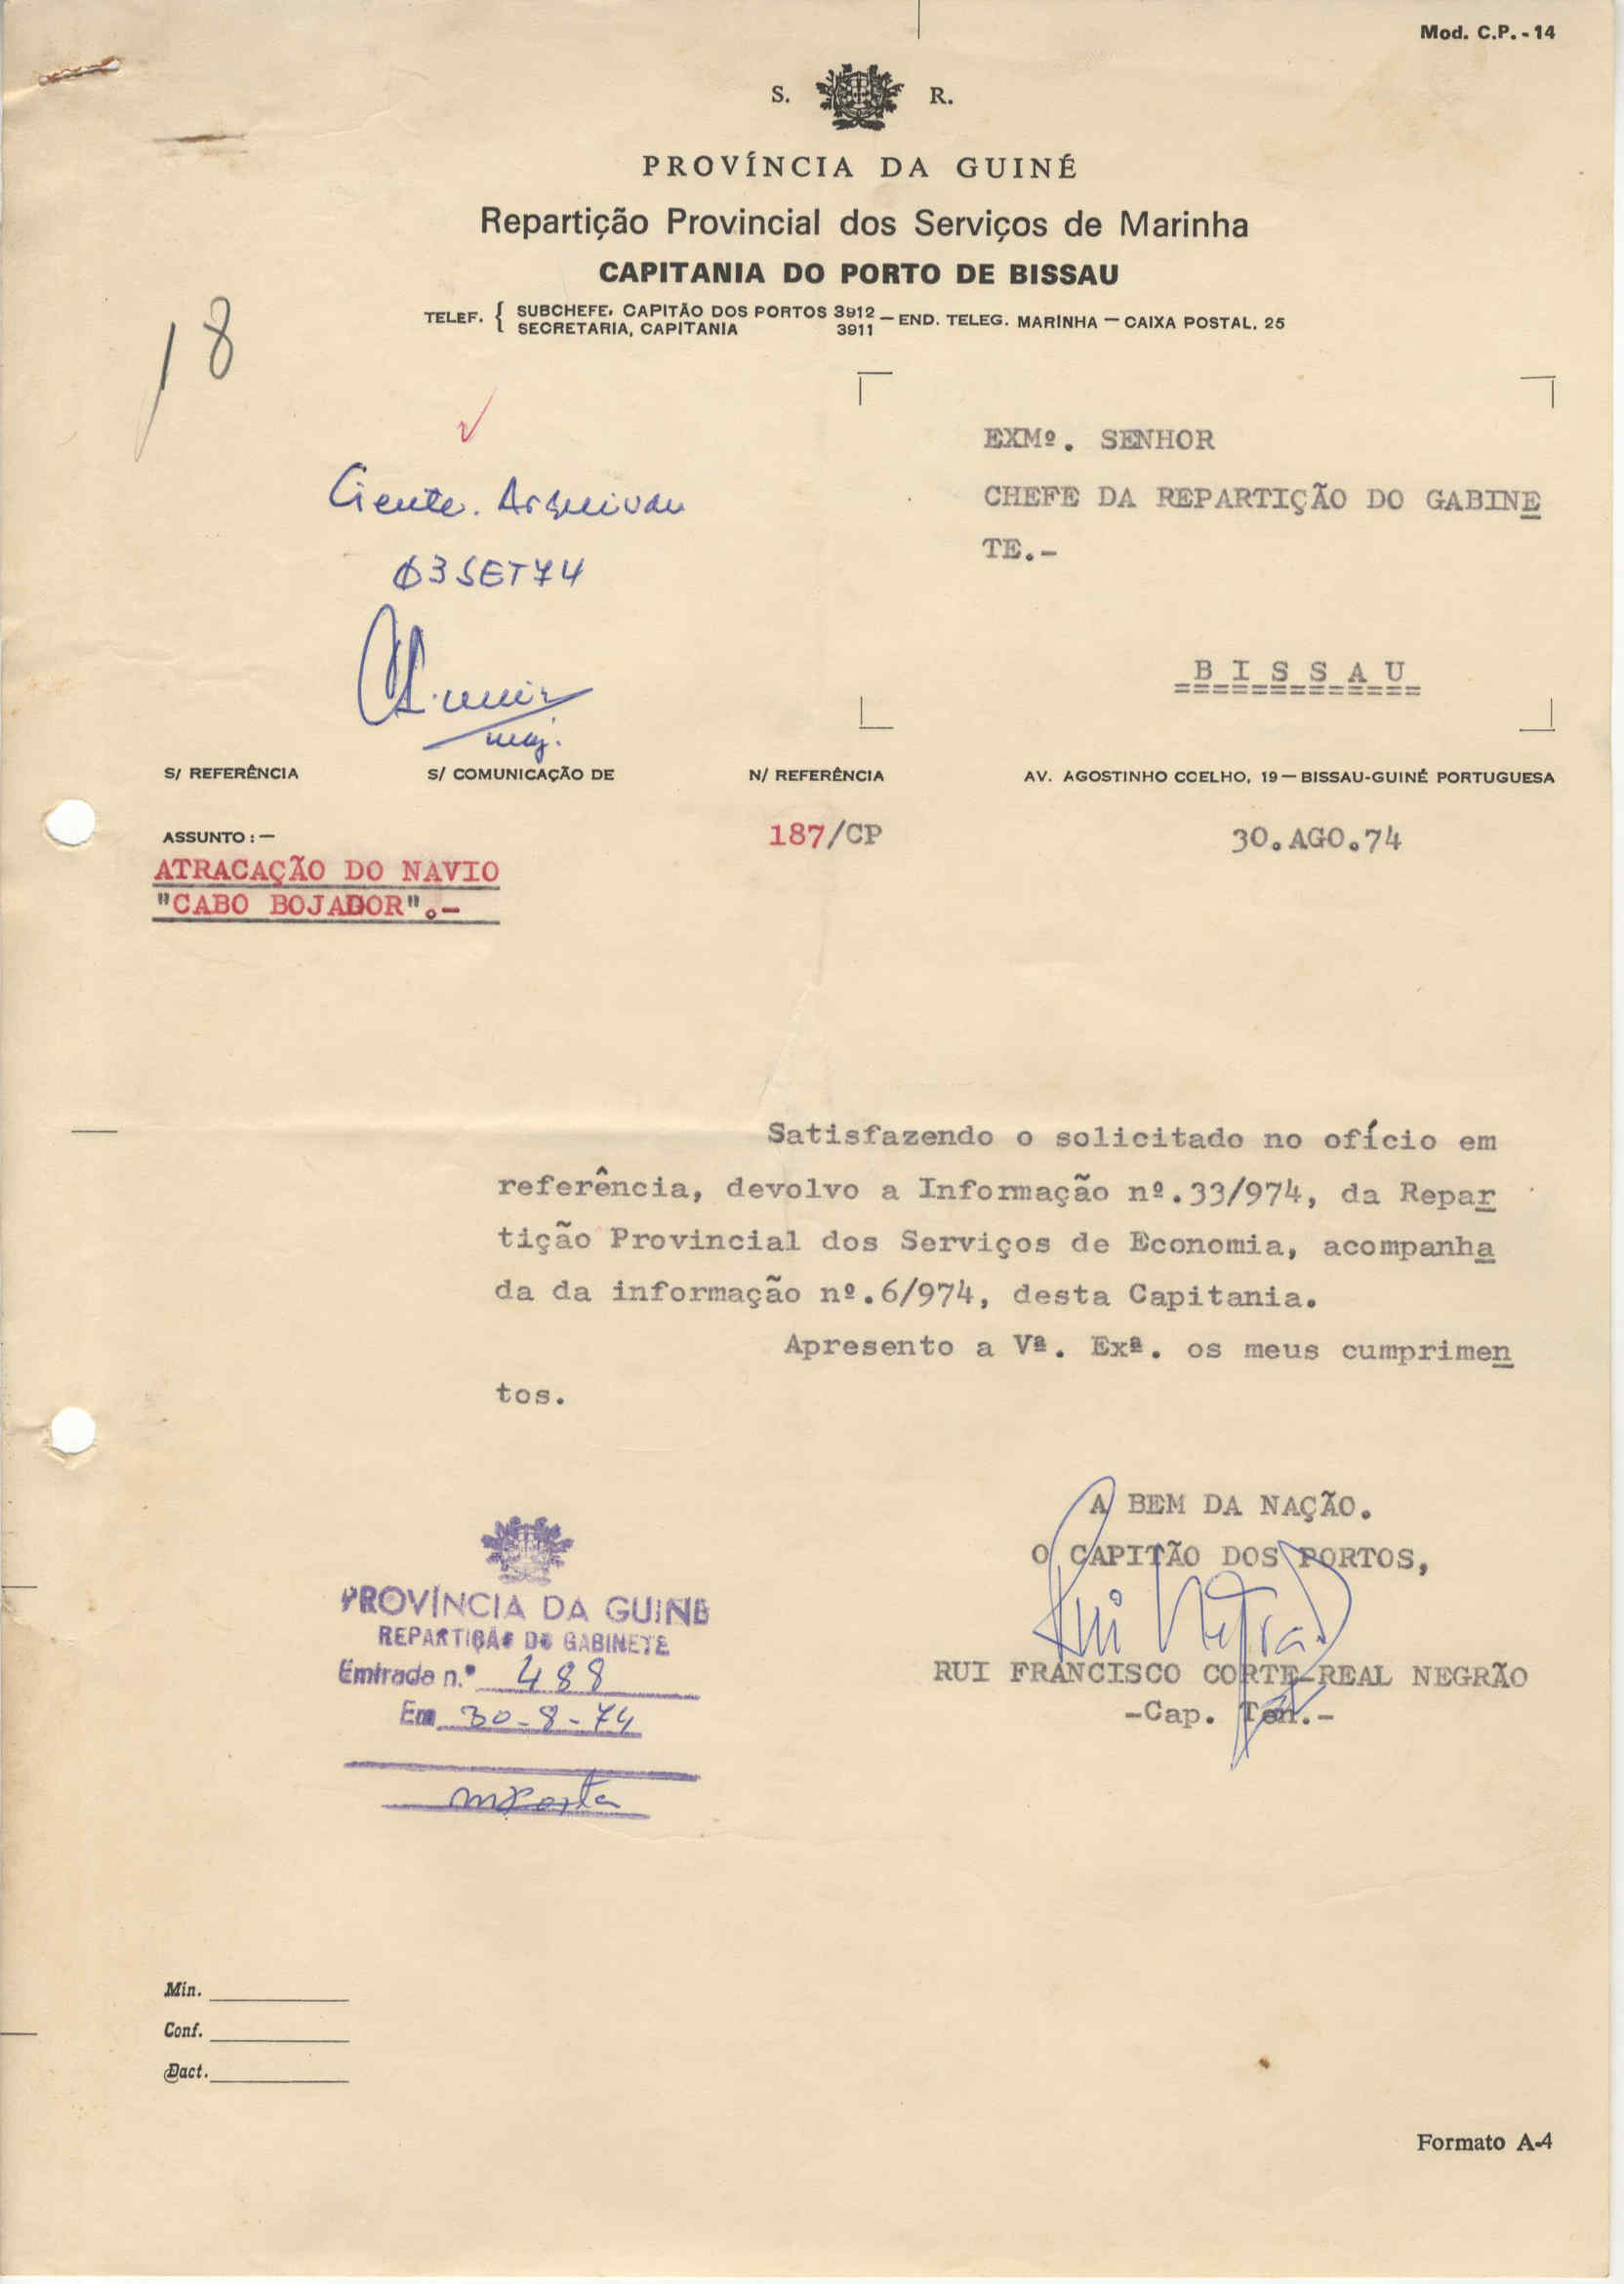 Mod. C.P. - 14
S. R.
PROVÍNCIA DA GUINÉ
Repartição Provincial dos Serviços de Marinha
CAPITANIA DO PORTO DE BISSAU
TELEF. { SUBCHEFE, CAPITÃO DOS PORTOS 3912 — END. TELEG. MARINHA — CAIXA POSTAL, 25
SECRETARIA, CAPITANIA 3911
18
EXMº. SENHOR
CHEFE DA REPARTIÇÃO DO GABINE
TE.-
Ciente. Arquivar
03 SET 74
maj.
BISSAU
S/ REFERÊNCIA S/ COMUNICAÇÃO DE N/ REFERÊNCIA AV. AGOSTINHO CCELHO, 19 — BISSAU-GUINÉ PORTUGUESA
ASSUNTO : — 187/CP 30.AGO.74
ATRACAÇÃO DO NAVIO
"CABO BOJADOR".-
Satisfazendo o solicitado no ofício em
referência, devolvo a Informação nº.33/974, da Repar
tição Provincial dos Serviços de Economia, acompanha
da da informação nº.6/974, desta Capitania.
Apresento a Vª. Exª. os meus cumprimen
tos.
A BEM DA NAÇÃO.
O CAPITÃO DOS PORTOS,
Rui Negrão
RUI FRANCISCO CORTE-REAL NEGRÃO
-Cap. Ten.-
PROVÍNCIA DA GUINÉ
REPARTIÇÃO DO GABINETE
Entrada n.º 488
Em 30-8-74
Min.
Conf.
Dact.
Formato A-4